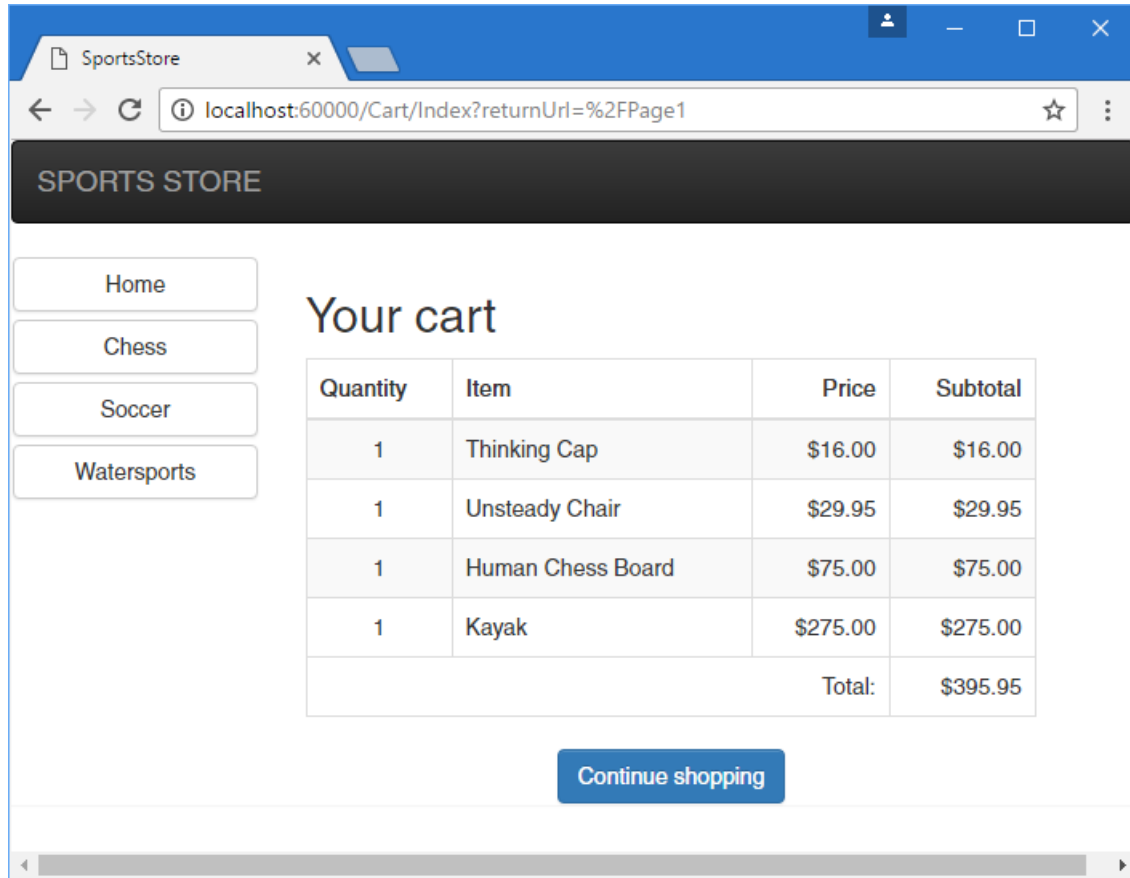 SportsStore
localhost:60000/Cart/Index?returnUrl=%2FPage1
SPORTS STORE
Home
Chess
Soccer
Watersports
Your cart
Quantity Item Price Subtotal
1 Thinking Cap $16.00 $16.00
1 Unsteady Chair $29.95 $29.95
1 Human Chess Board $75.00 $75.00
1 Kayak $275.00 $275.00
Total: $395.95
Continue shopping